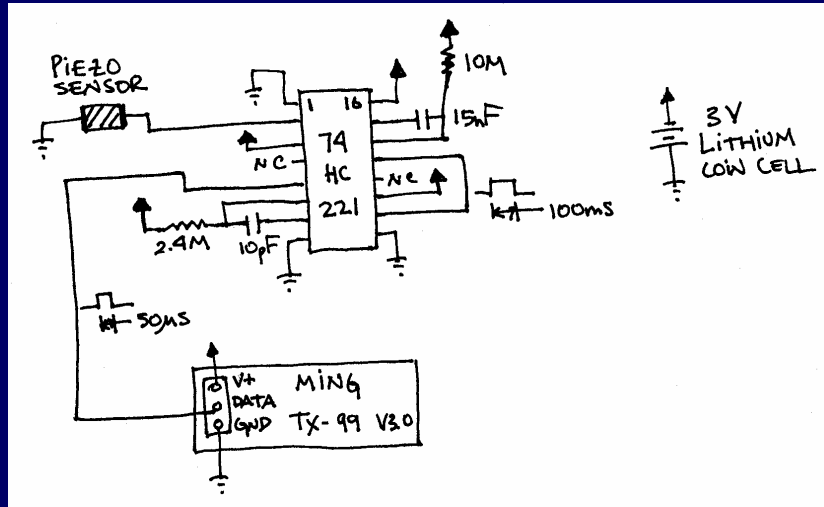 PiEZO
SENSOR
1 16
74
HC
221
NC
NC
10M
15nF
3V
LiTHiUM
COiN CELL
100mS
2.4M
10pF
50µS
V+
DATA
GND
MiNG
TX-99 V3.0